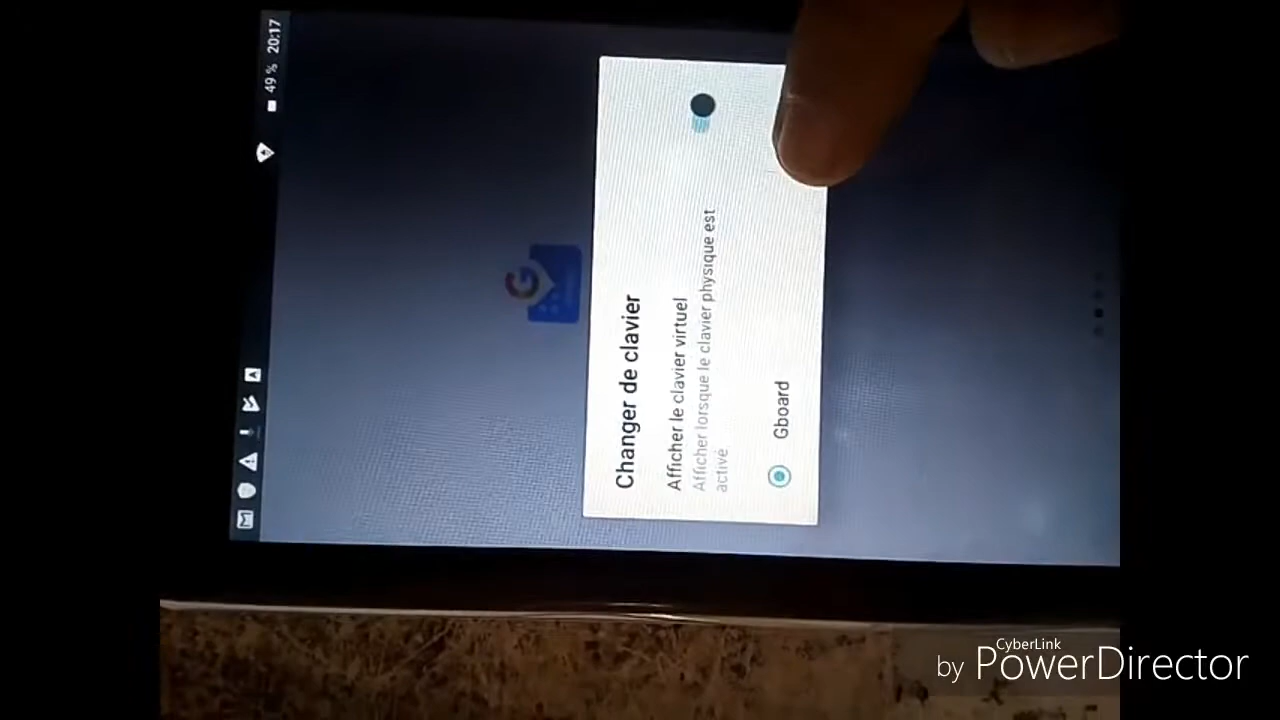 49 % 20:17
Changer de clavier
Afficher le clavier virtuel
Afficher lorsque le clavier physique est
activé
Gboard
CyberLink
by PowerDirector